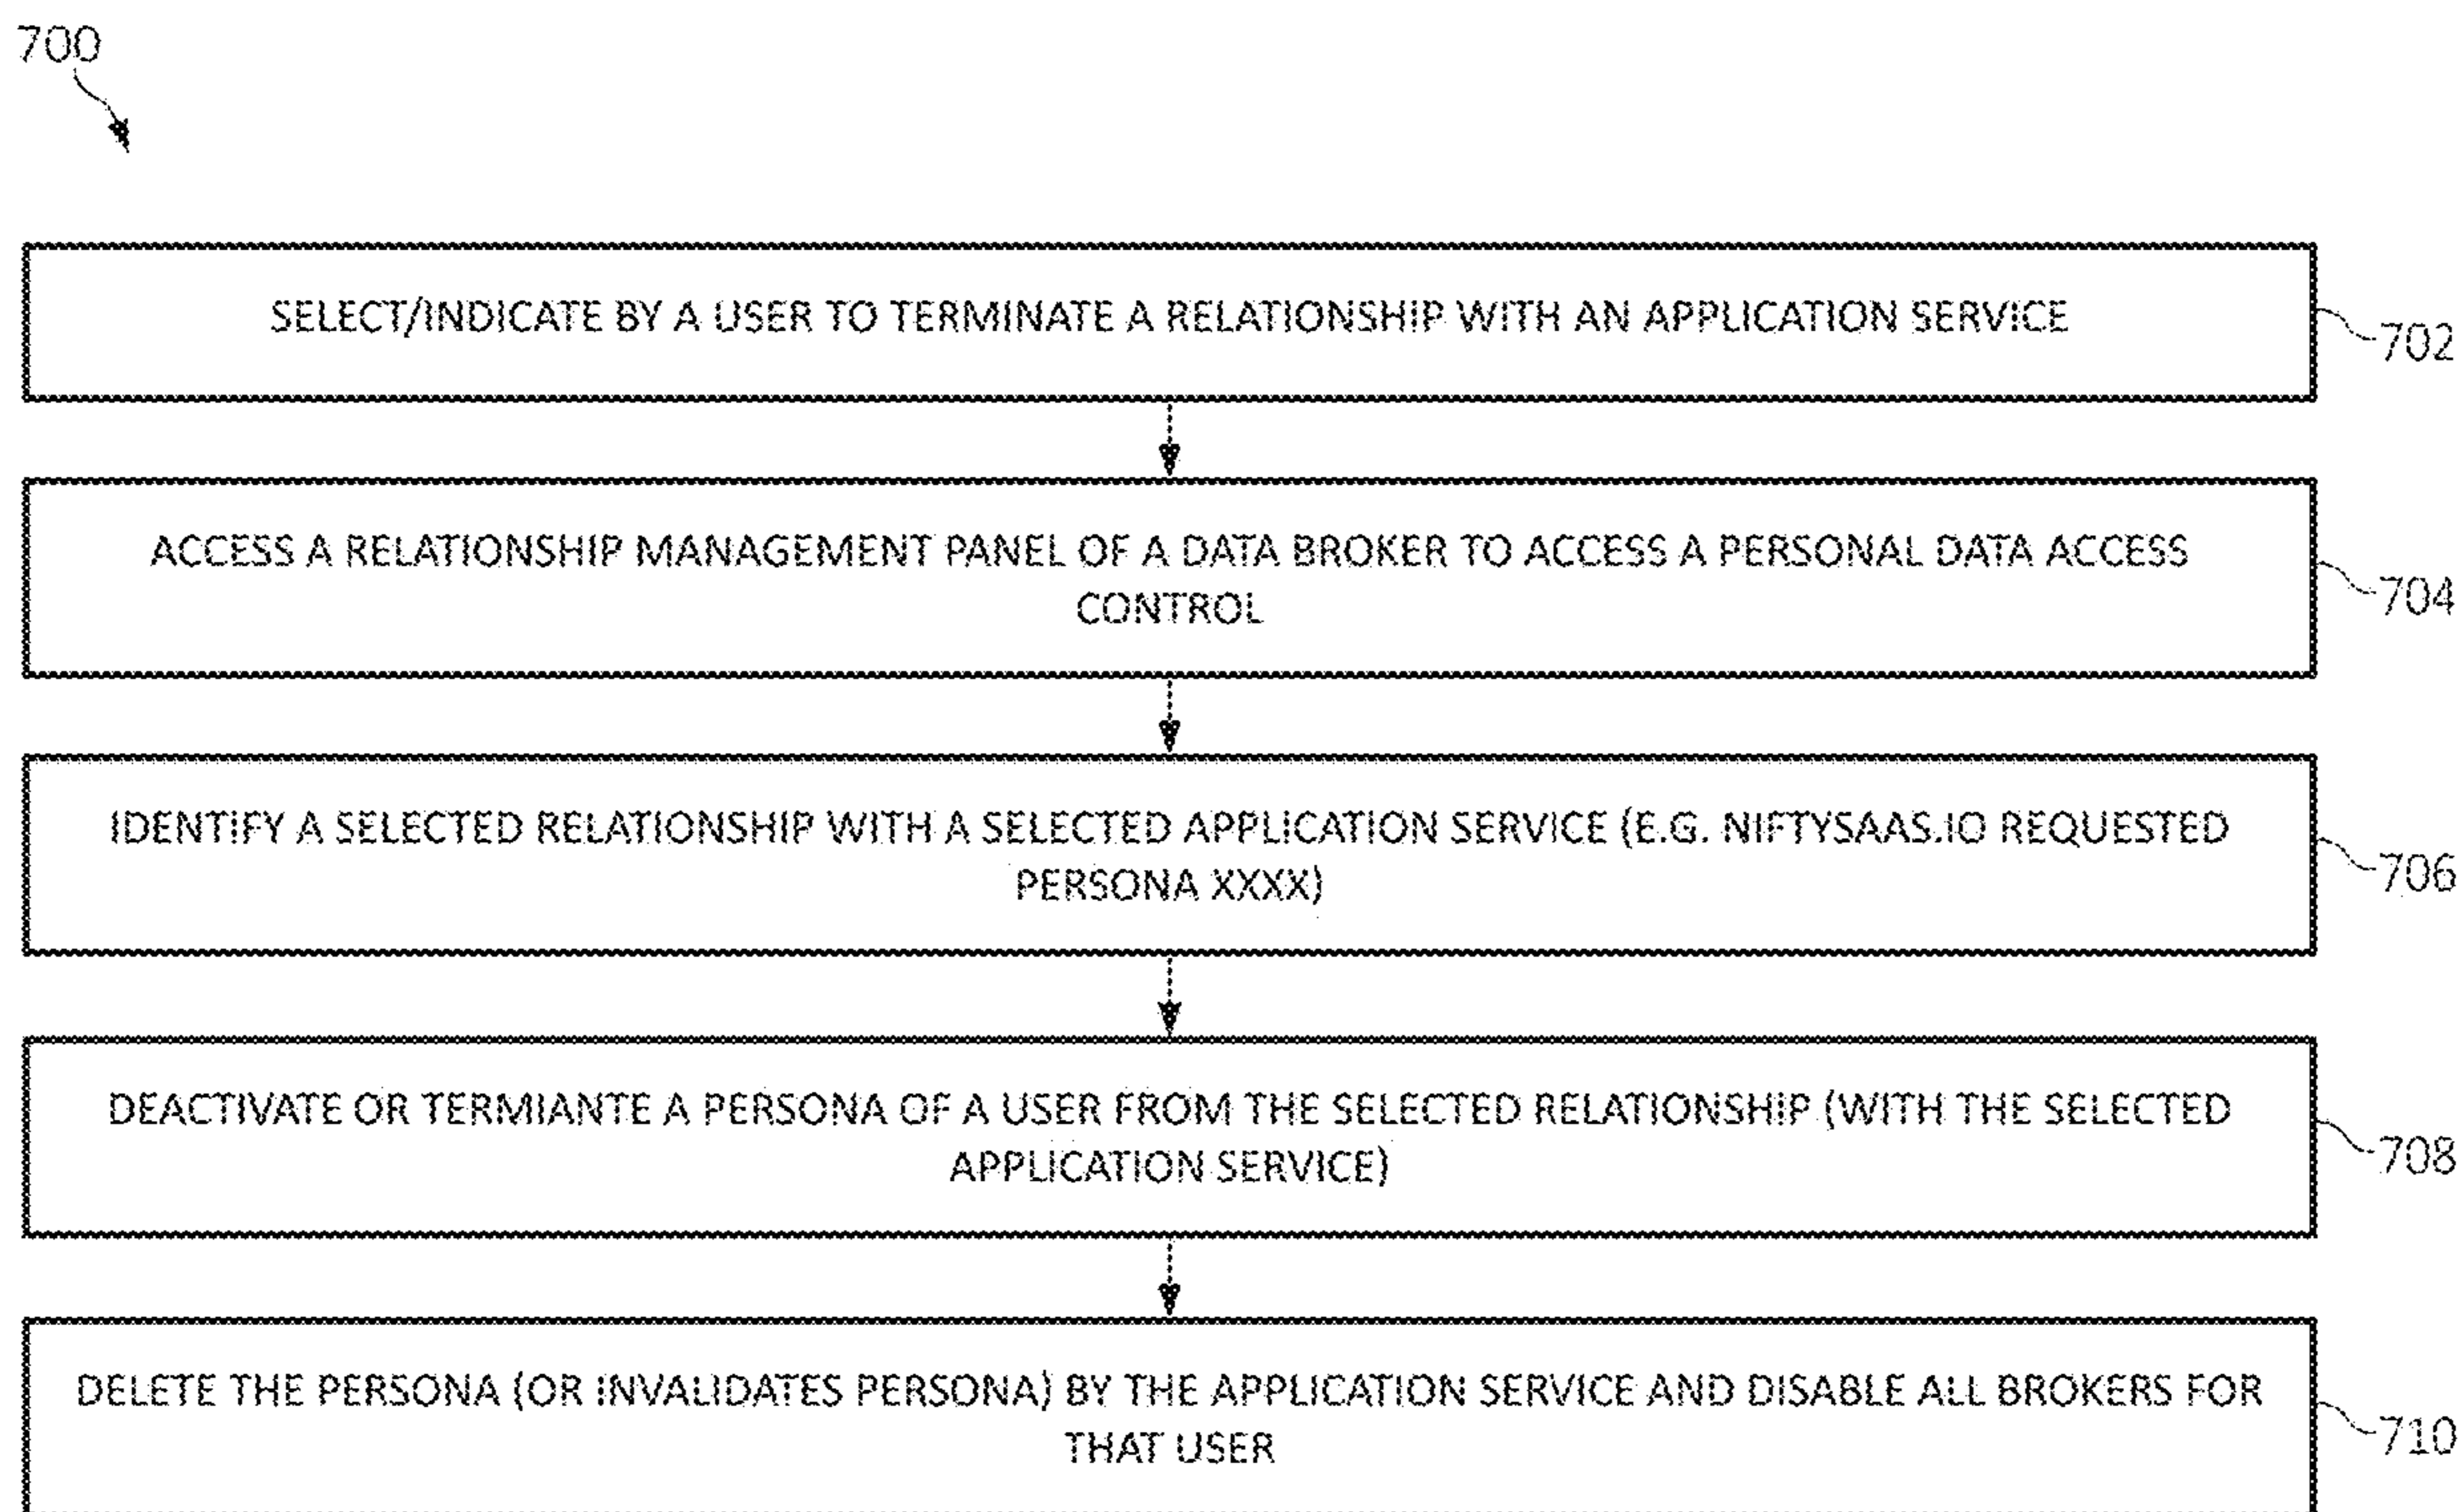 700
SELECT/INDICATE BY A USER TO TERMINATE A RELATIONSHIP WITH AN APPLICATION SERVICE
702
ACCESS A RELATIONSHIP MANAGEMENT PANEL OF A DATA BROKER TO ACCESS A PERSONAL DATA ACCESS
CONTROL
704
IDENTIFY A SELECTED RELATIONSHIP WITH A SELECTED APPLICATION SERVICE (E.G. NIFTYSAAS.IO REQUESTED
PERSONA XXXX)
706
DEACTIVATE OR TERMIANTE A PERSONA OF A USER FROM THE SELECTED RELATIONSHIP (WITH THE SELECTED
APPLICATION SERVICE)
708
DELETE THE PERSONA (OR INVALIDATES PERSONA) BY THE APPLICATION SERVICE AND DISABLE ALL BROKERS FOR
THAT USER
710